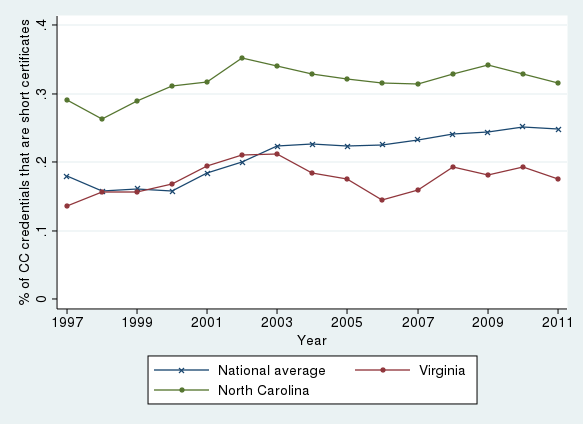 % of CC credentials that are short certificates
.4
.3
.2
.1
0
1997 1999 2001 2003 2005 2007 2009 2011
Year
National average Virginia
North Carolina